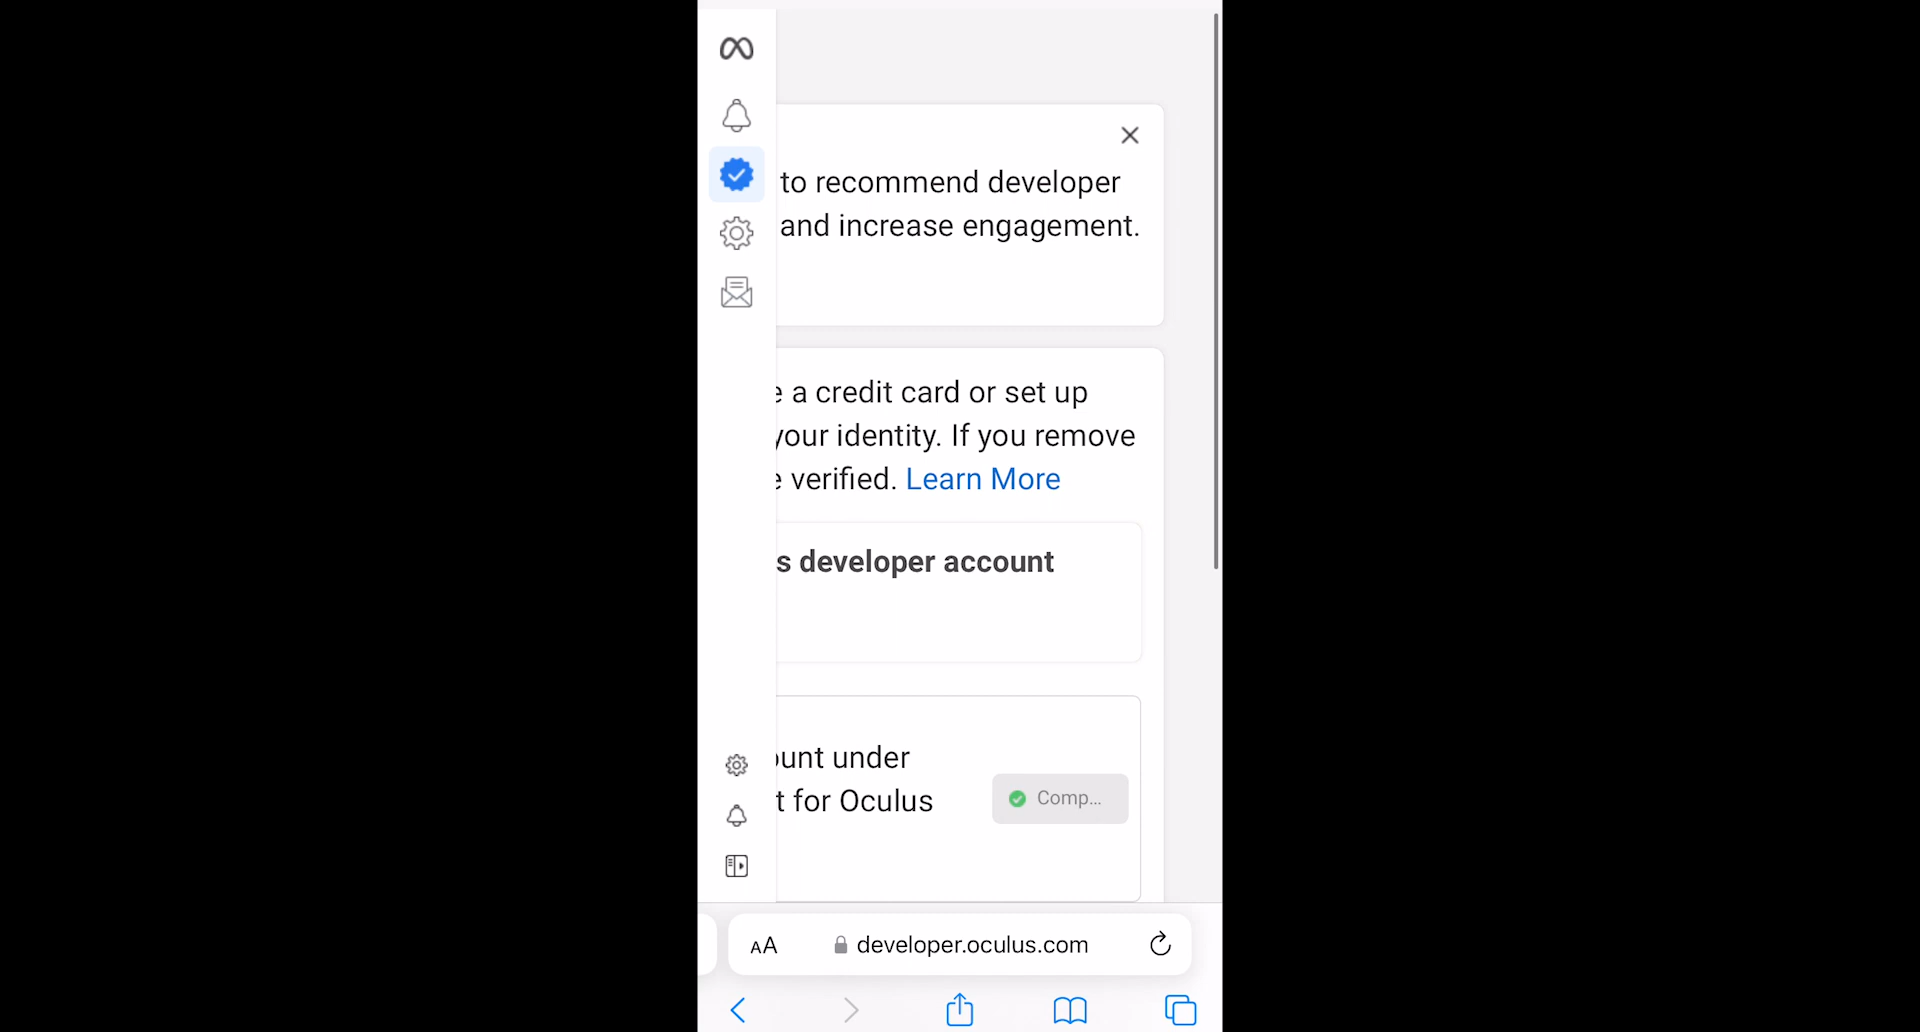 to recommend developer
and increase engagement.
a credit card or set up
your identity. If you remove
verified. Learn More
s developer account
unt under
t for Oculus
Comp...
AA
developer.oculus.com